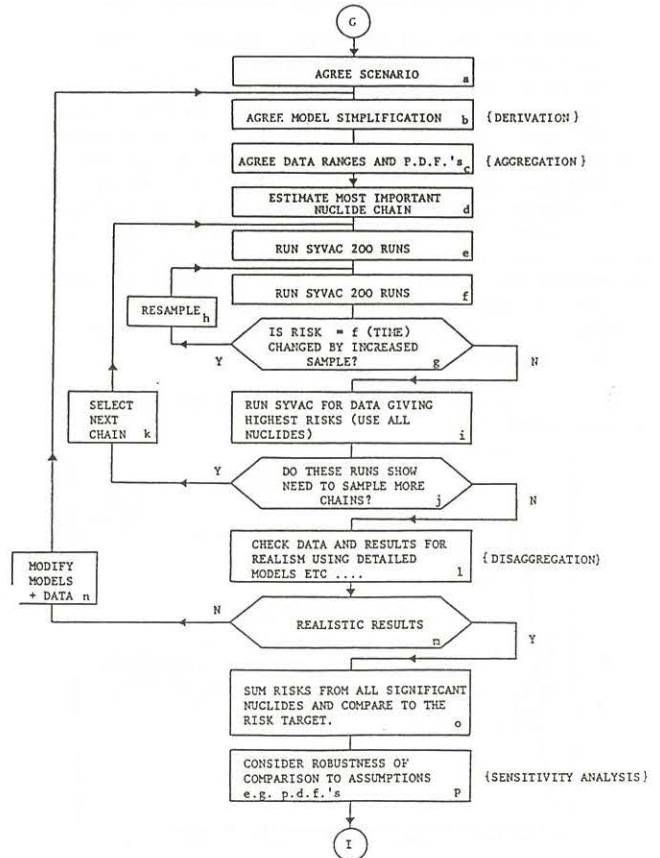 G
AGREE SCENARIO a
AGREE MODEL SIMPLIFICATION b {DERIVATION}
AGREE DATA RANGES AND P.D.F.'s c {AGGREGATION}
ESTIMATE MOST IMPORTANT
NUCLIDE CHAIN d
RUN SYVAC 200 RUNS e
RUN SYVAC 200 RUNS f
RESAMPLE h
IS RISK = f (TIME)
CHANGED BY INCREASED
SAMPLE? g
Y
N
SELECT
NEXT
CHAIN k
RUN SYVAC FOR DATA GIVING
HIGHEST RISKS (USE ALL
NUCLIDES) i
DO THESE RUNS SHOW
NEED TO SAMPLE MORE
CHAINS? j
Y
N
CHECK DATA AND RESULTS FOR
REALISM USING DETAILED
MODELS ETC .... l
{DISAGGREGATION}
MODIFY
MODELS
+ DATA n
REALISTIC RESULTS m
N
Y
SUM RISKS FROM ALL SIGNIFICANT
NUCLIDES AND COMPARE TO THE
RISK TARGET. o
CONSIDER ROBUSTNESS OF
COMPARISON TO ASSUMPTIONS
e.g. p.d.f.'s p
{SENSITIVITY ANALYSIS}
I